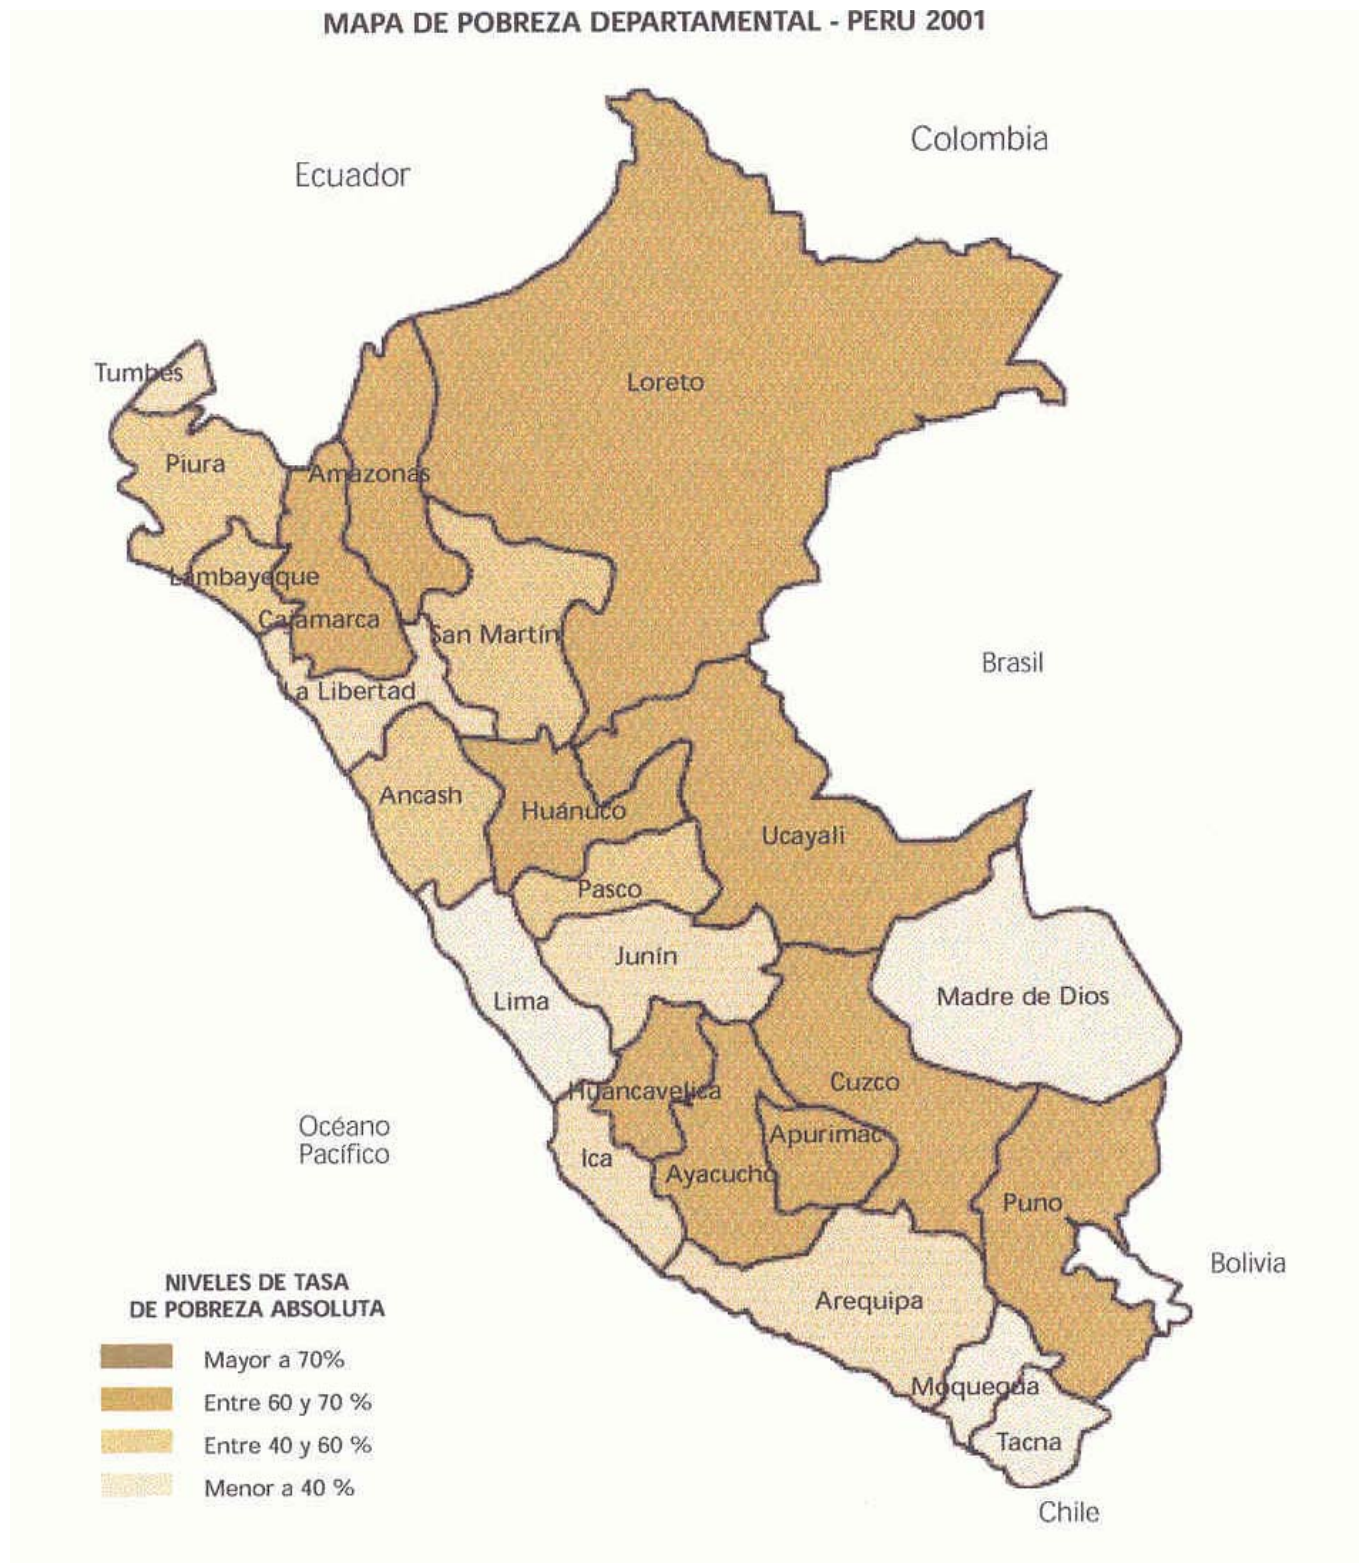 MAPA DE POBREZA DEPARTAMENTAL - PERU 2001
Colombia
Ecuador
Tumbes
Loreto
Piura
Amazonas
Lambayeque
Cajamarca
San Martín
Brasil
La Libertad
Ancash
Huánuco
Ucayali
Pasco
Junín
Lima
Madre de Dios
Huancavelica
Cuzco
Océano
Pacífico
Apurimac
Ica
Ayacucho
Puno
Bolivia
Arequipa
Moquegua
Tacna
Chile
NIVELES DE TASA
DE POBREZA ABSOLUTA
Mayor a 70%
Entre 60 y 70 %
Entre 40 y 60 %
Menor a 40 %